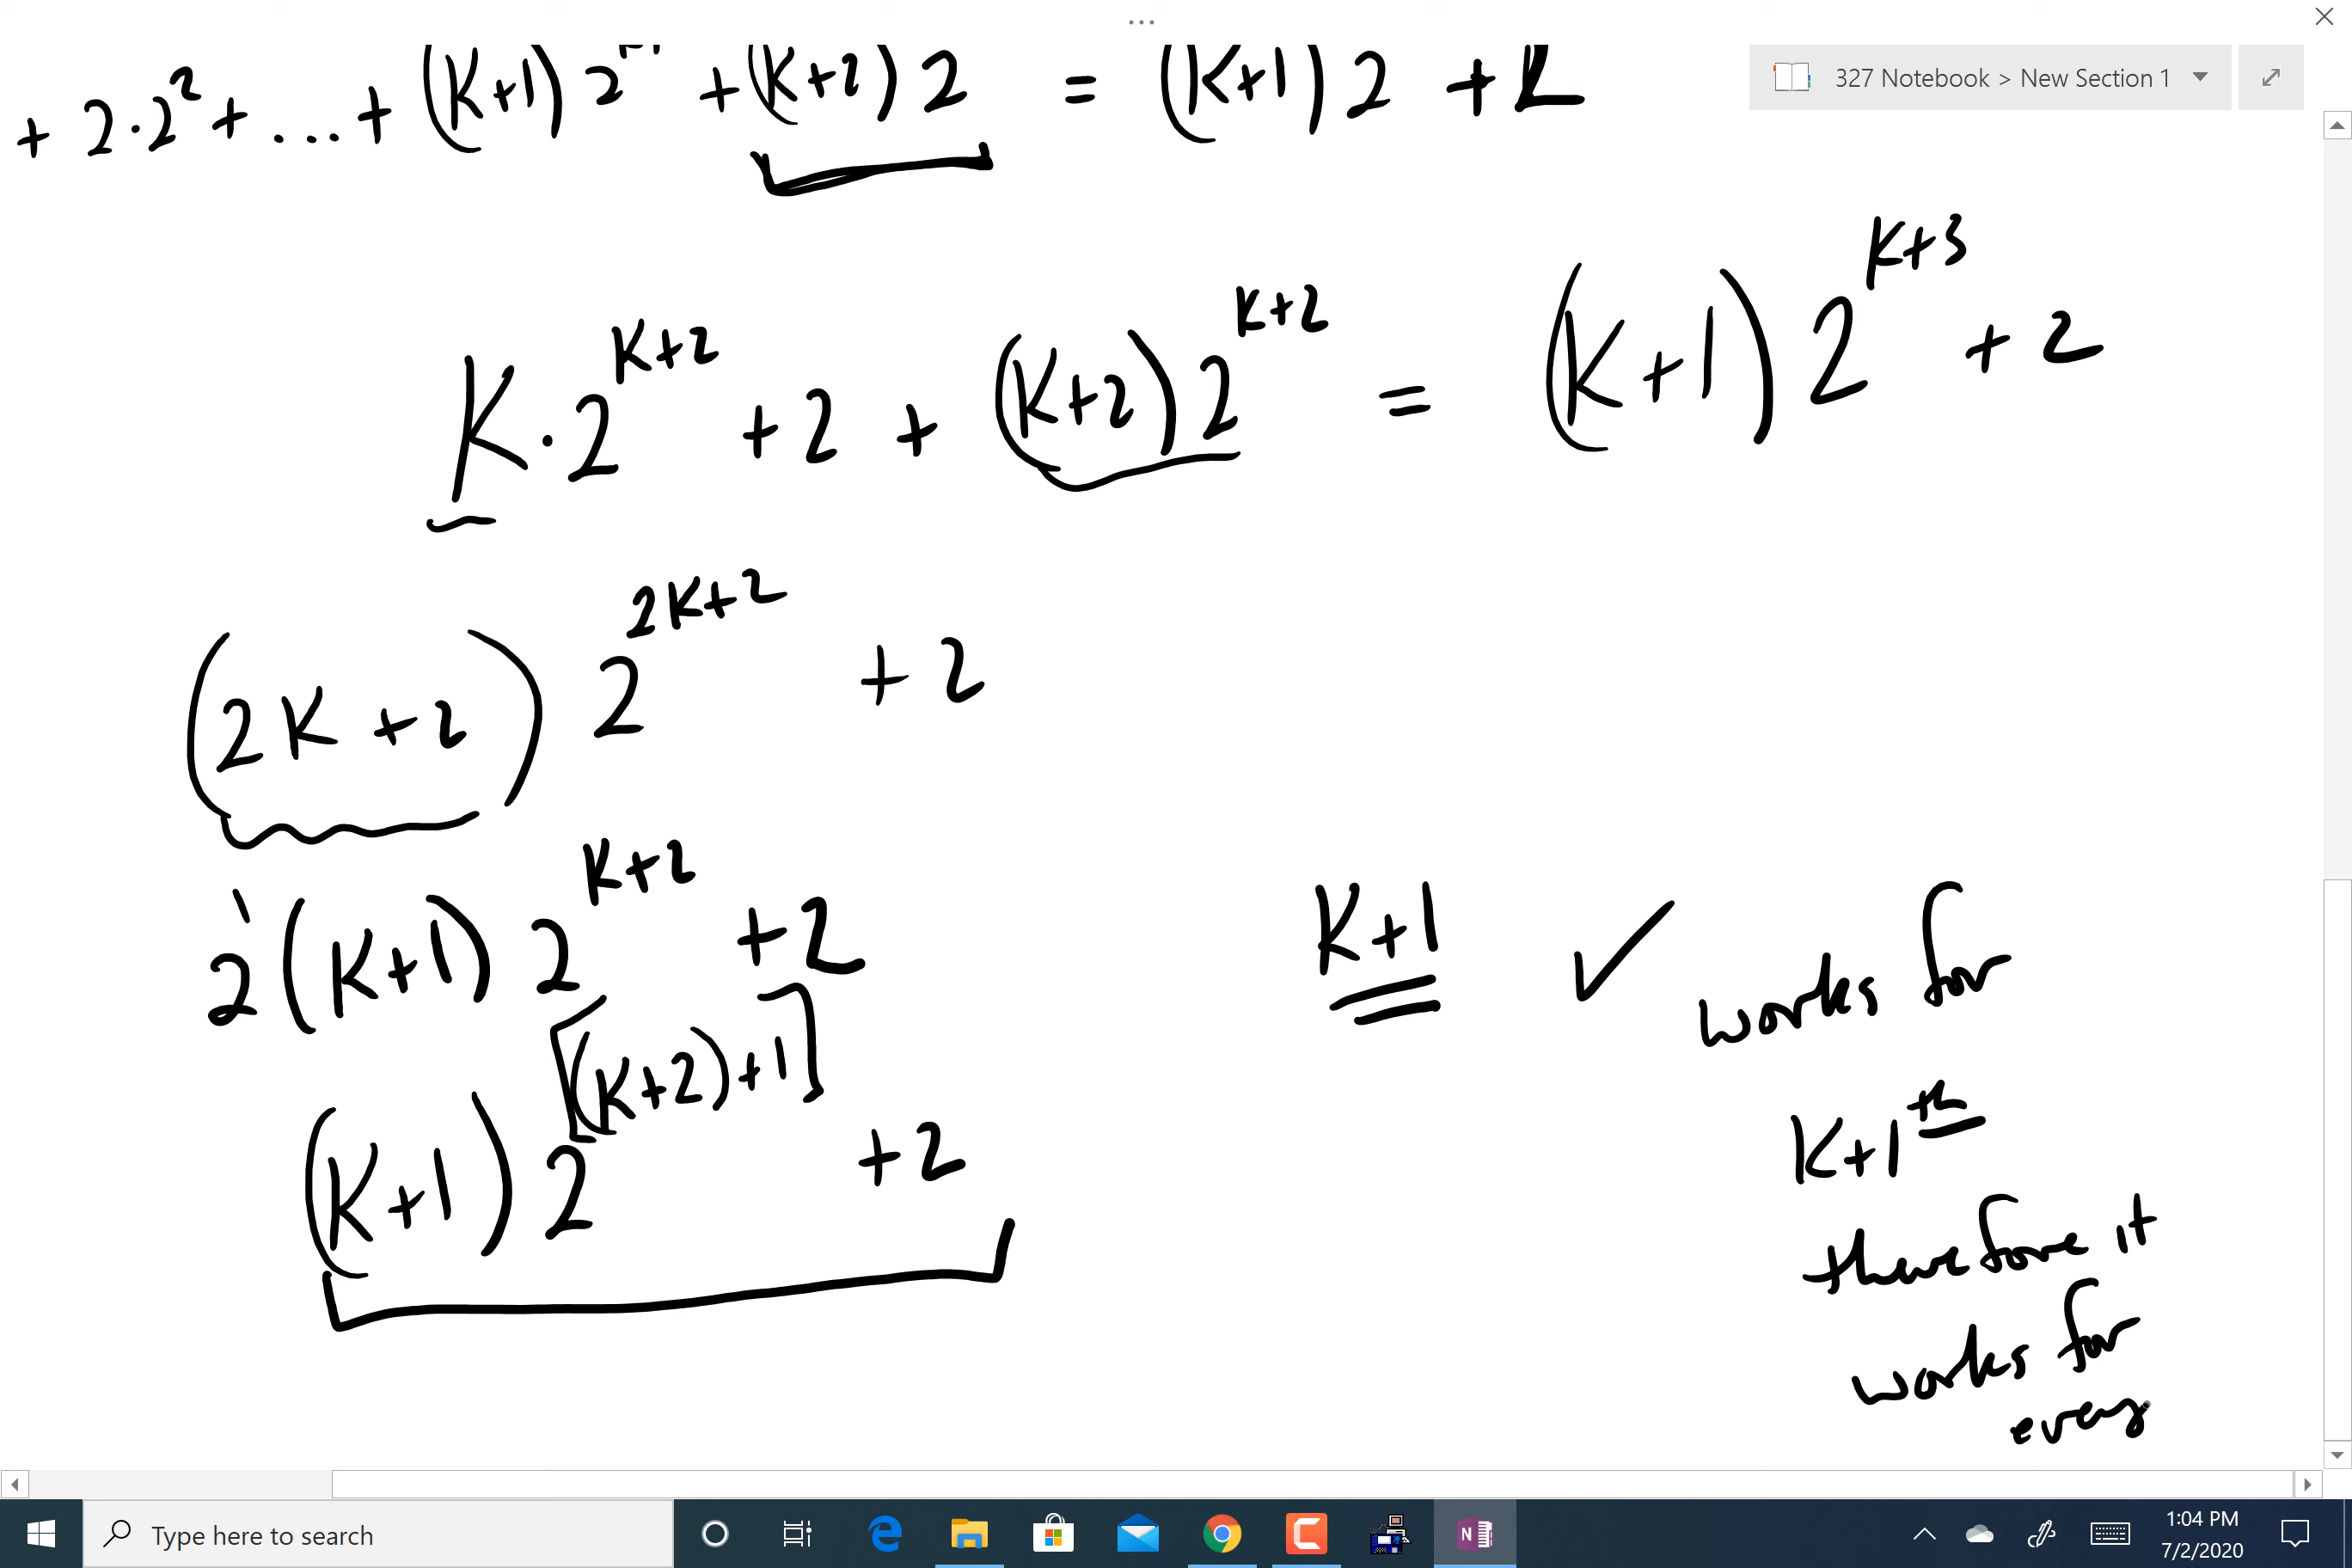 ...
327 Notebook > New Section 1
+ 2·2² + ... + (K+1) 2 + (K+2) 2 = (K+1) 2 + 2
K · 2^(K+2) + 2 + (K+2) 2^(K+2) = (K+1) 2^(K+3) + 2
(2K + 2) 2^(2K+2) + 2
2¹ (K+1) 2^(K+2) + 2
(K+1) 2^[(K+2)+1] + 2
K+1 ✓ works for
K+1^th
therefore it
works for
every
Type here to search
1:04 PM
7/2/2020